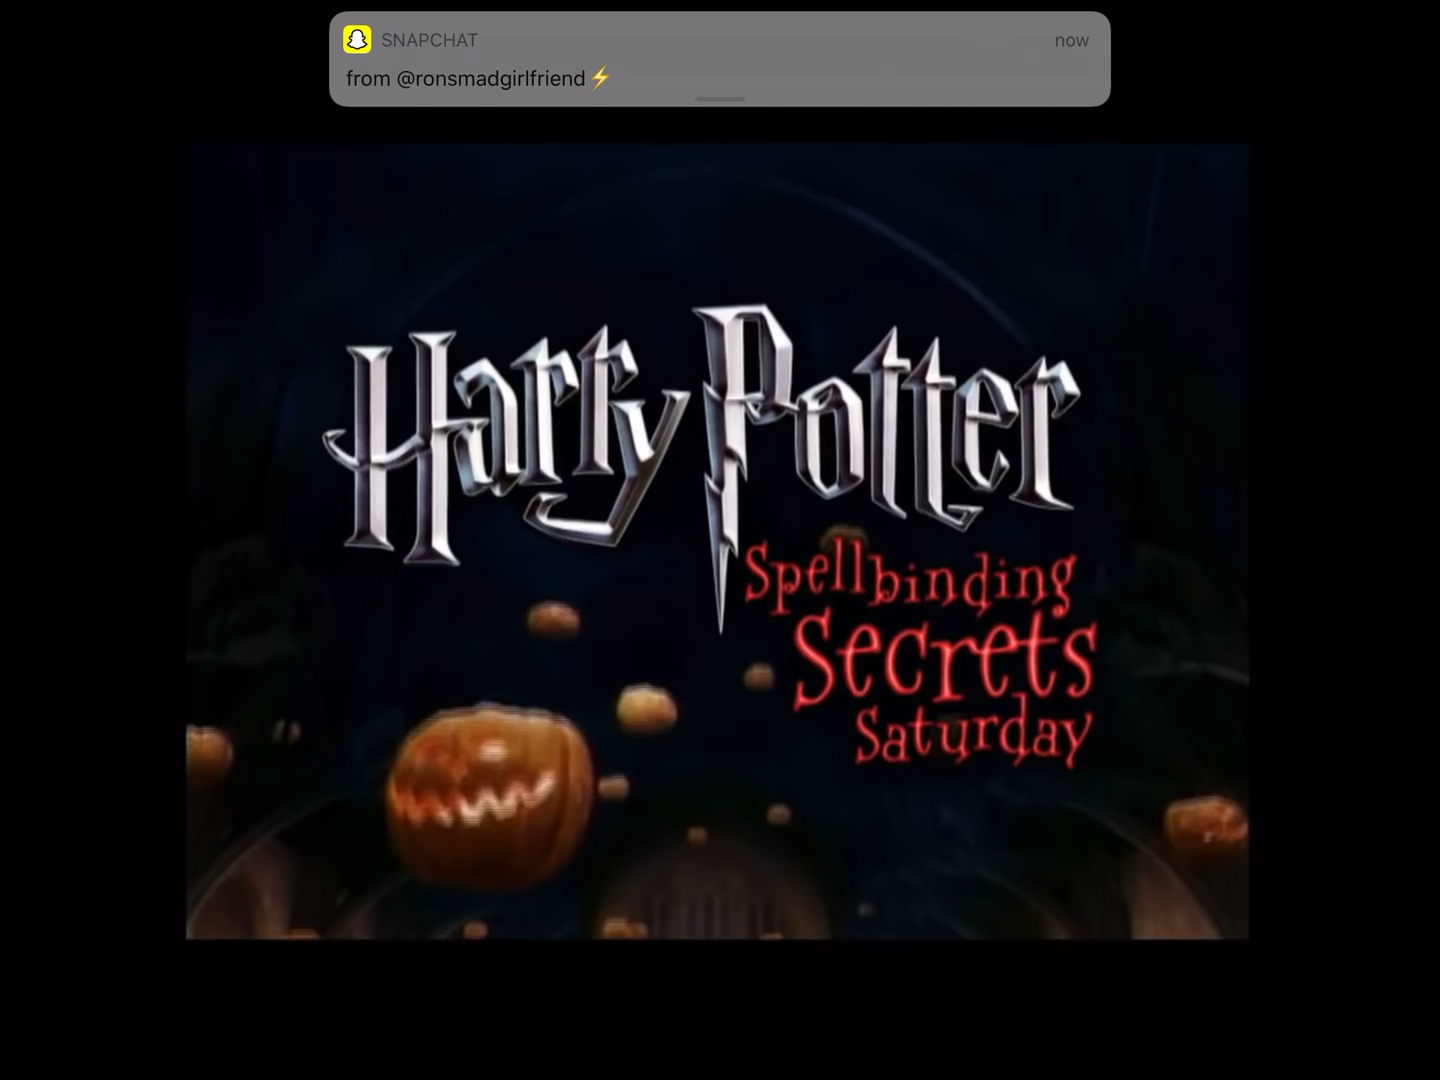 SNAPCHAT now
from @ronsmadgirlfriend⚡
Harry Potter
Spellbinding
Secrets
Saturday